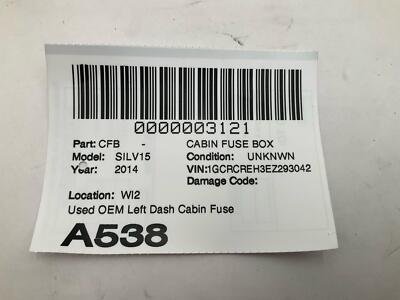 0000003121
Part: CFB - CABIN FUSE BOX
Model: SILV15 Condition: UNKNWN
Year: 2014 VIN:1GCRCREH3EZ293042
Damage Code:
Location: WI2
Used OEM Left Dash Cabin Fuse
A538